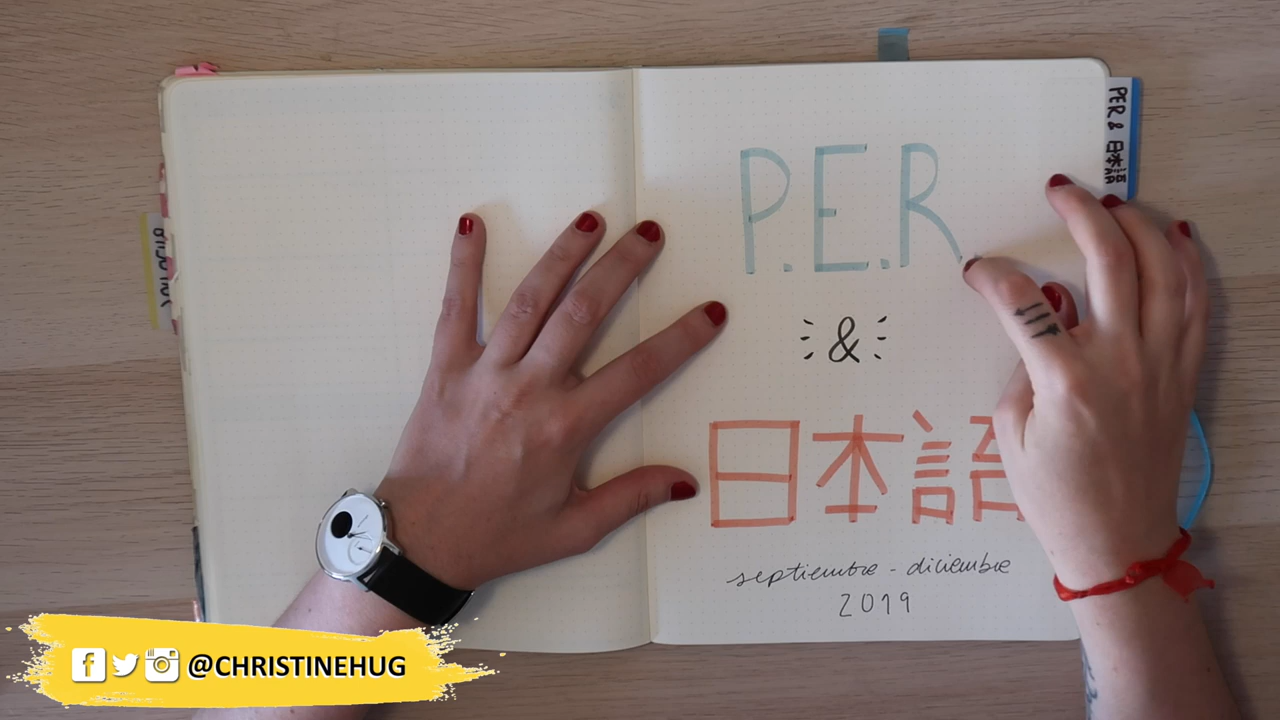 P.E.R
&
日本語
septiembre - diciembre
2019
PER & 日本語
@CHRISTINEHUG